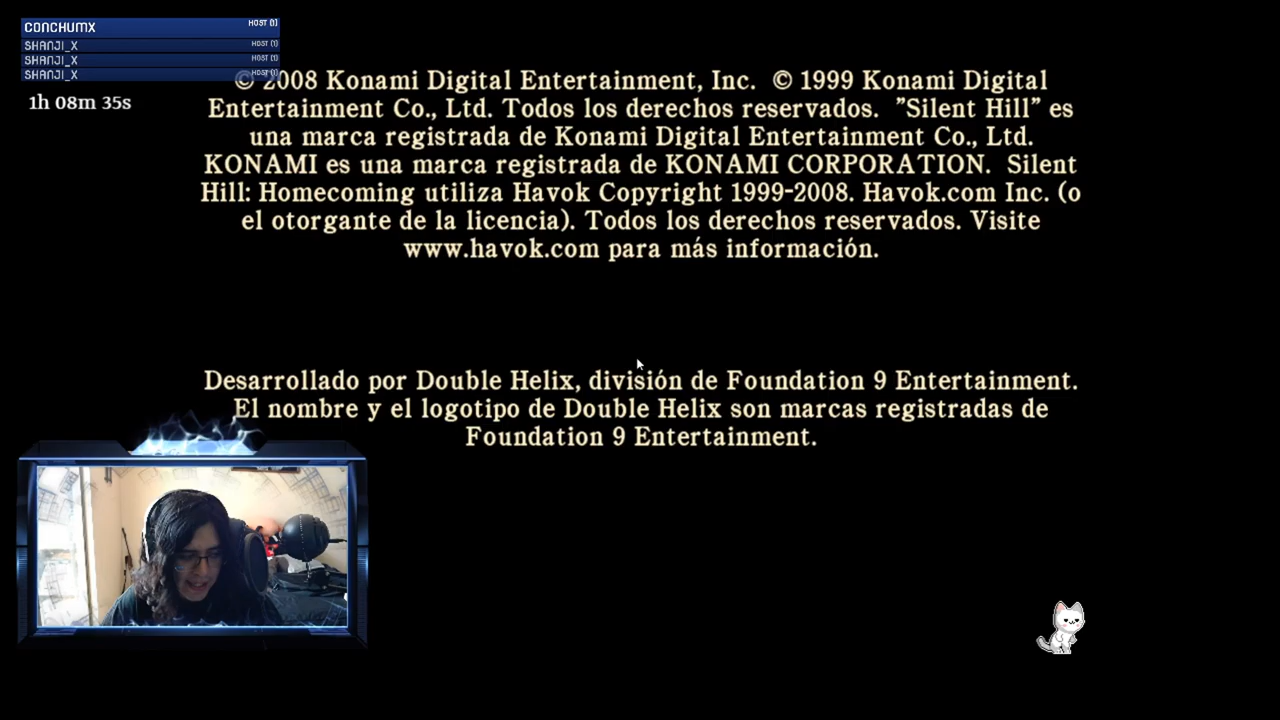 CONCHUMX HOST (1)
SHANJI_X HOST (1)
SHANJI_X HOST (1)
SHANJI_X HOST (1)
1h 08m 35s
© 2008 Konami Digital Entertainment, Inc. © 1999 Konami Digital
Entertainment Co., Ltd. Todos los derechos reservados. "Silent Hill" es
una marca registrada de Konami Digital Entertainment Co., Ltd.
KONAMI es una marca registrada de KONAMI CORPORATION. Silent
Hill: Homecoming utiliza Havok Copyright 1999-2008. Havok.com Inc. (o
el otorgante de la licencia). Todos los derechos reservados. Visite
www.havok.com para más información.
Desarrollado por Double Helix, división de Foundation 9 Entertainment.
El nombre y el logotipo de Double Helix son marcas registradas de
Foundation 9 Entertainment.